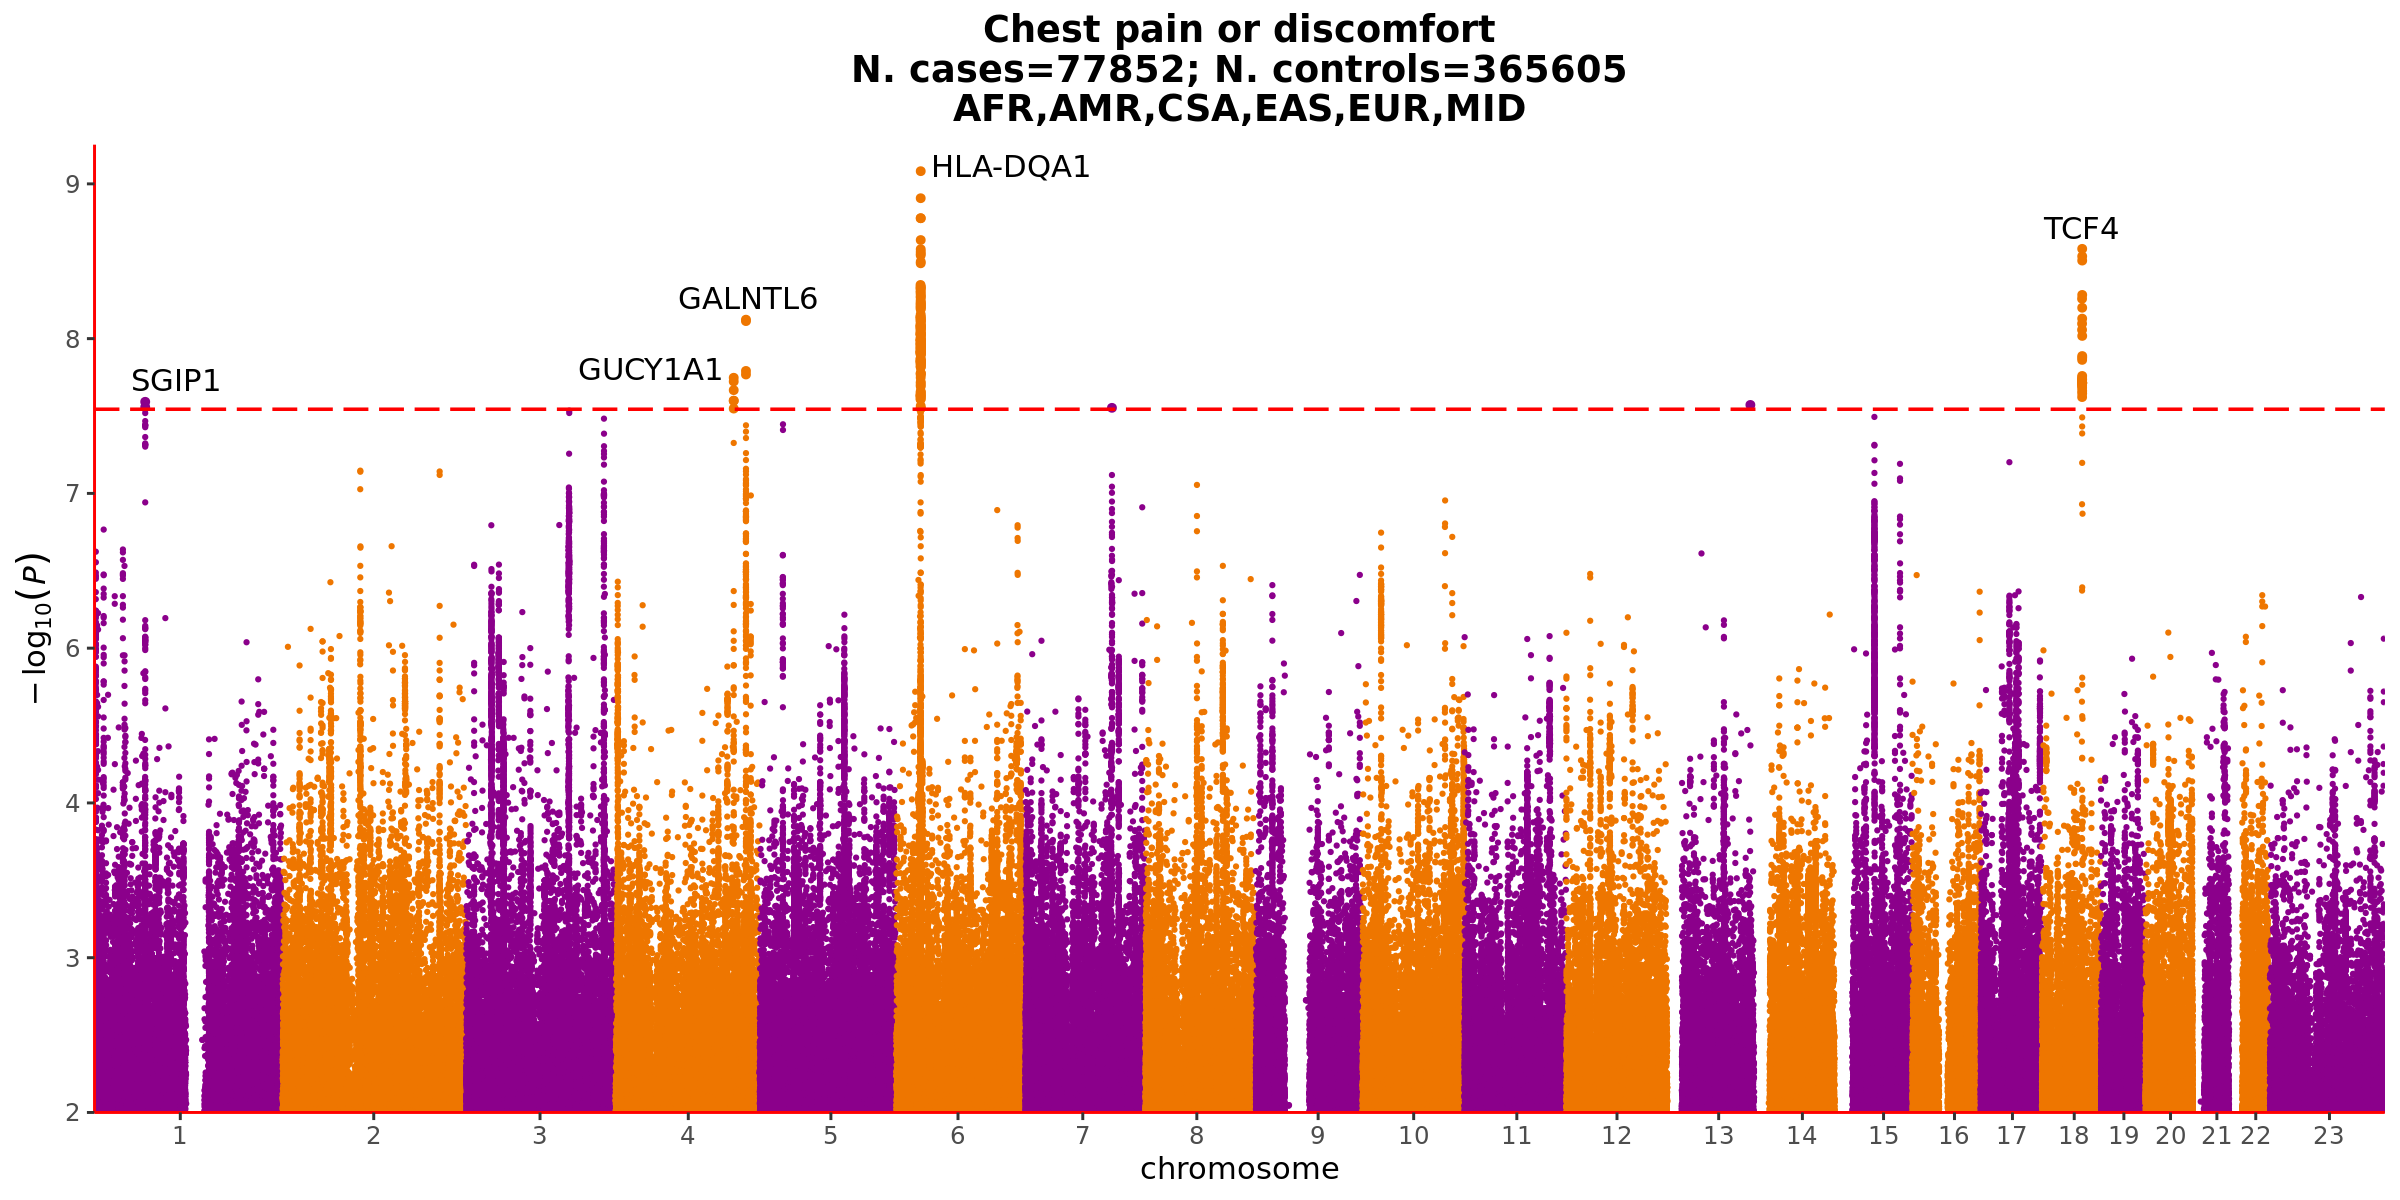 Chest pain or discomfort
N. cases=77852; N. controls=365605
AFR,AMR,CSA,EAS,EUR,MID
HLA-DQA1
TCF4
GALNTL6
GUCY1A1
SGIP1
9
8
7
6
4
3
2
−log10(P)
1 2 3 4 5 6 7 8 9 10 11 12 13 14 15 16 17 18 19 20 21 22 23
chromosome